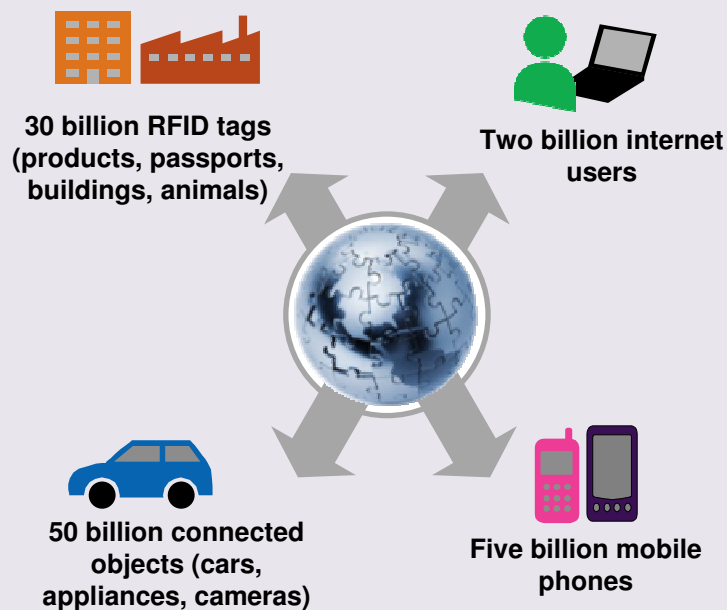 30 billion RFID tags
(products, passports,
buildings, animals)
Two billion internet
users
50 billion connected
objects (cars,
appliances, cameras)
Five billion mobile
phones